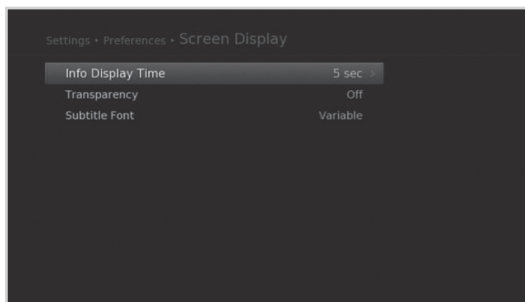 Settings • Preferences • Screen Display
Info Display Time 5 sec >
Transparency Off
Subtitle Font Variable